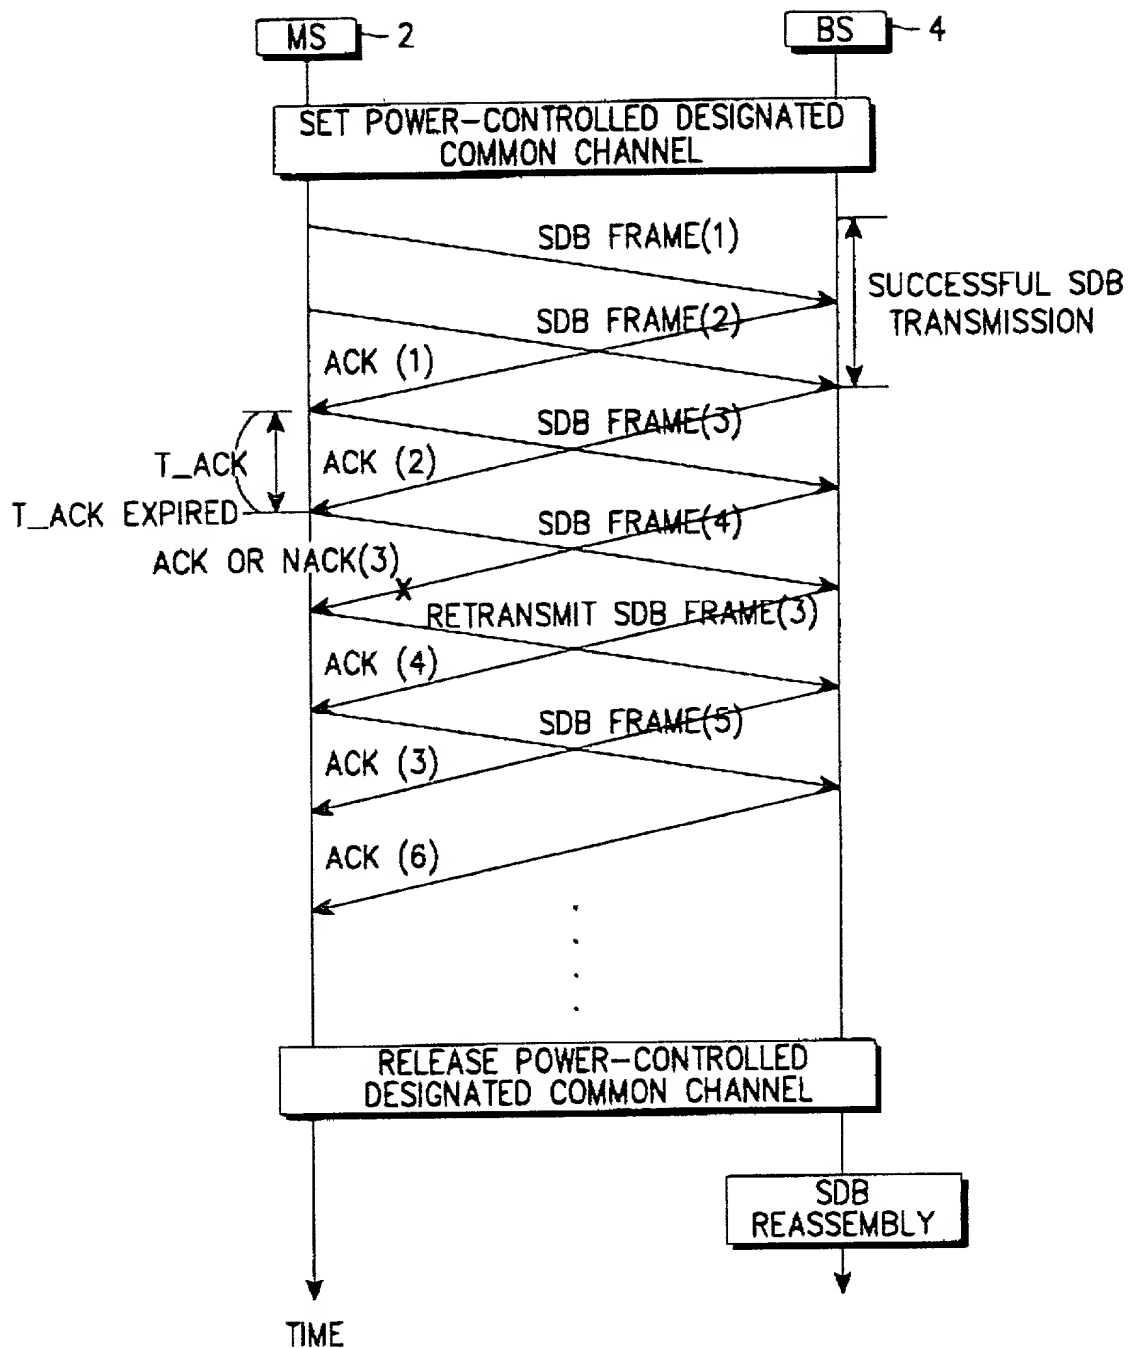 MS 2
BS 4
SET POWER-CONTROLLED DESIGNATED
COMMON CHANNEL
SDB FRAME(1)
SUCCESSFUL SDB
TRANSMISSION
SDB FRAME(2)
ACK (1)
SDB FRAME(3)
T_ACK
ACK (2)
T_ACK EXPIRED
SDB FRAME(4)
ACK OR NACK(3)
X
RETRANSMIT SDB FRAME(3)
ACK (4)
SDB FRAME(5)
ACK (3)
ACK (6)
RELEASE POWER-CONTROLLED
DESIGNATED COMMON CHANNEL
SDB
REASSEMBLY
TIME